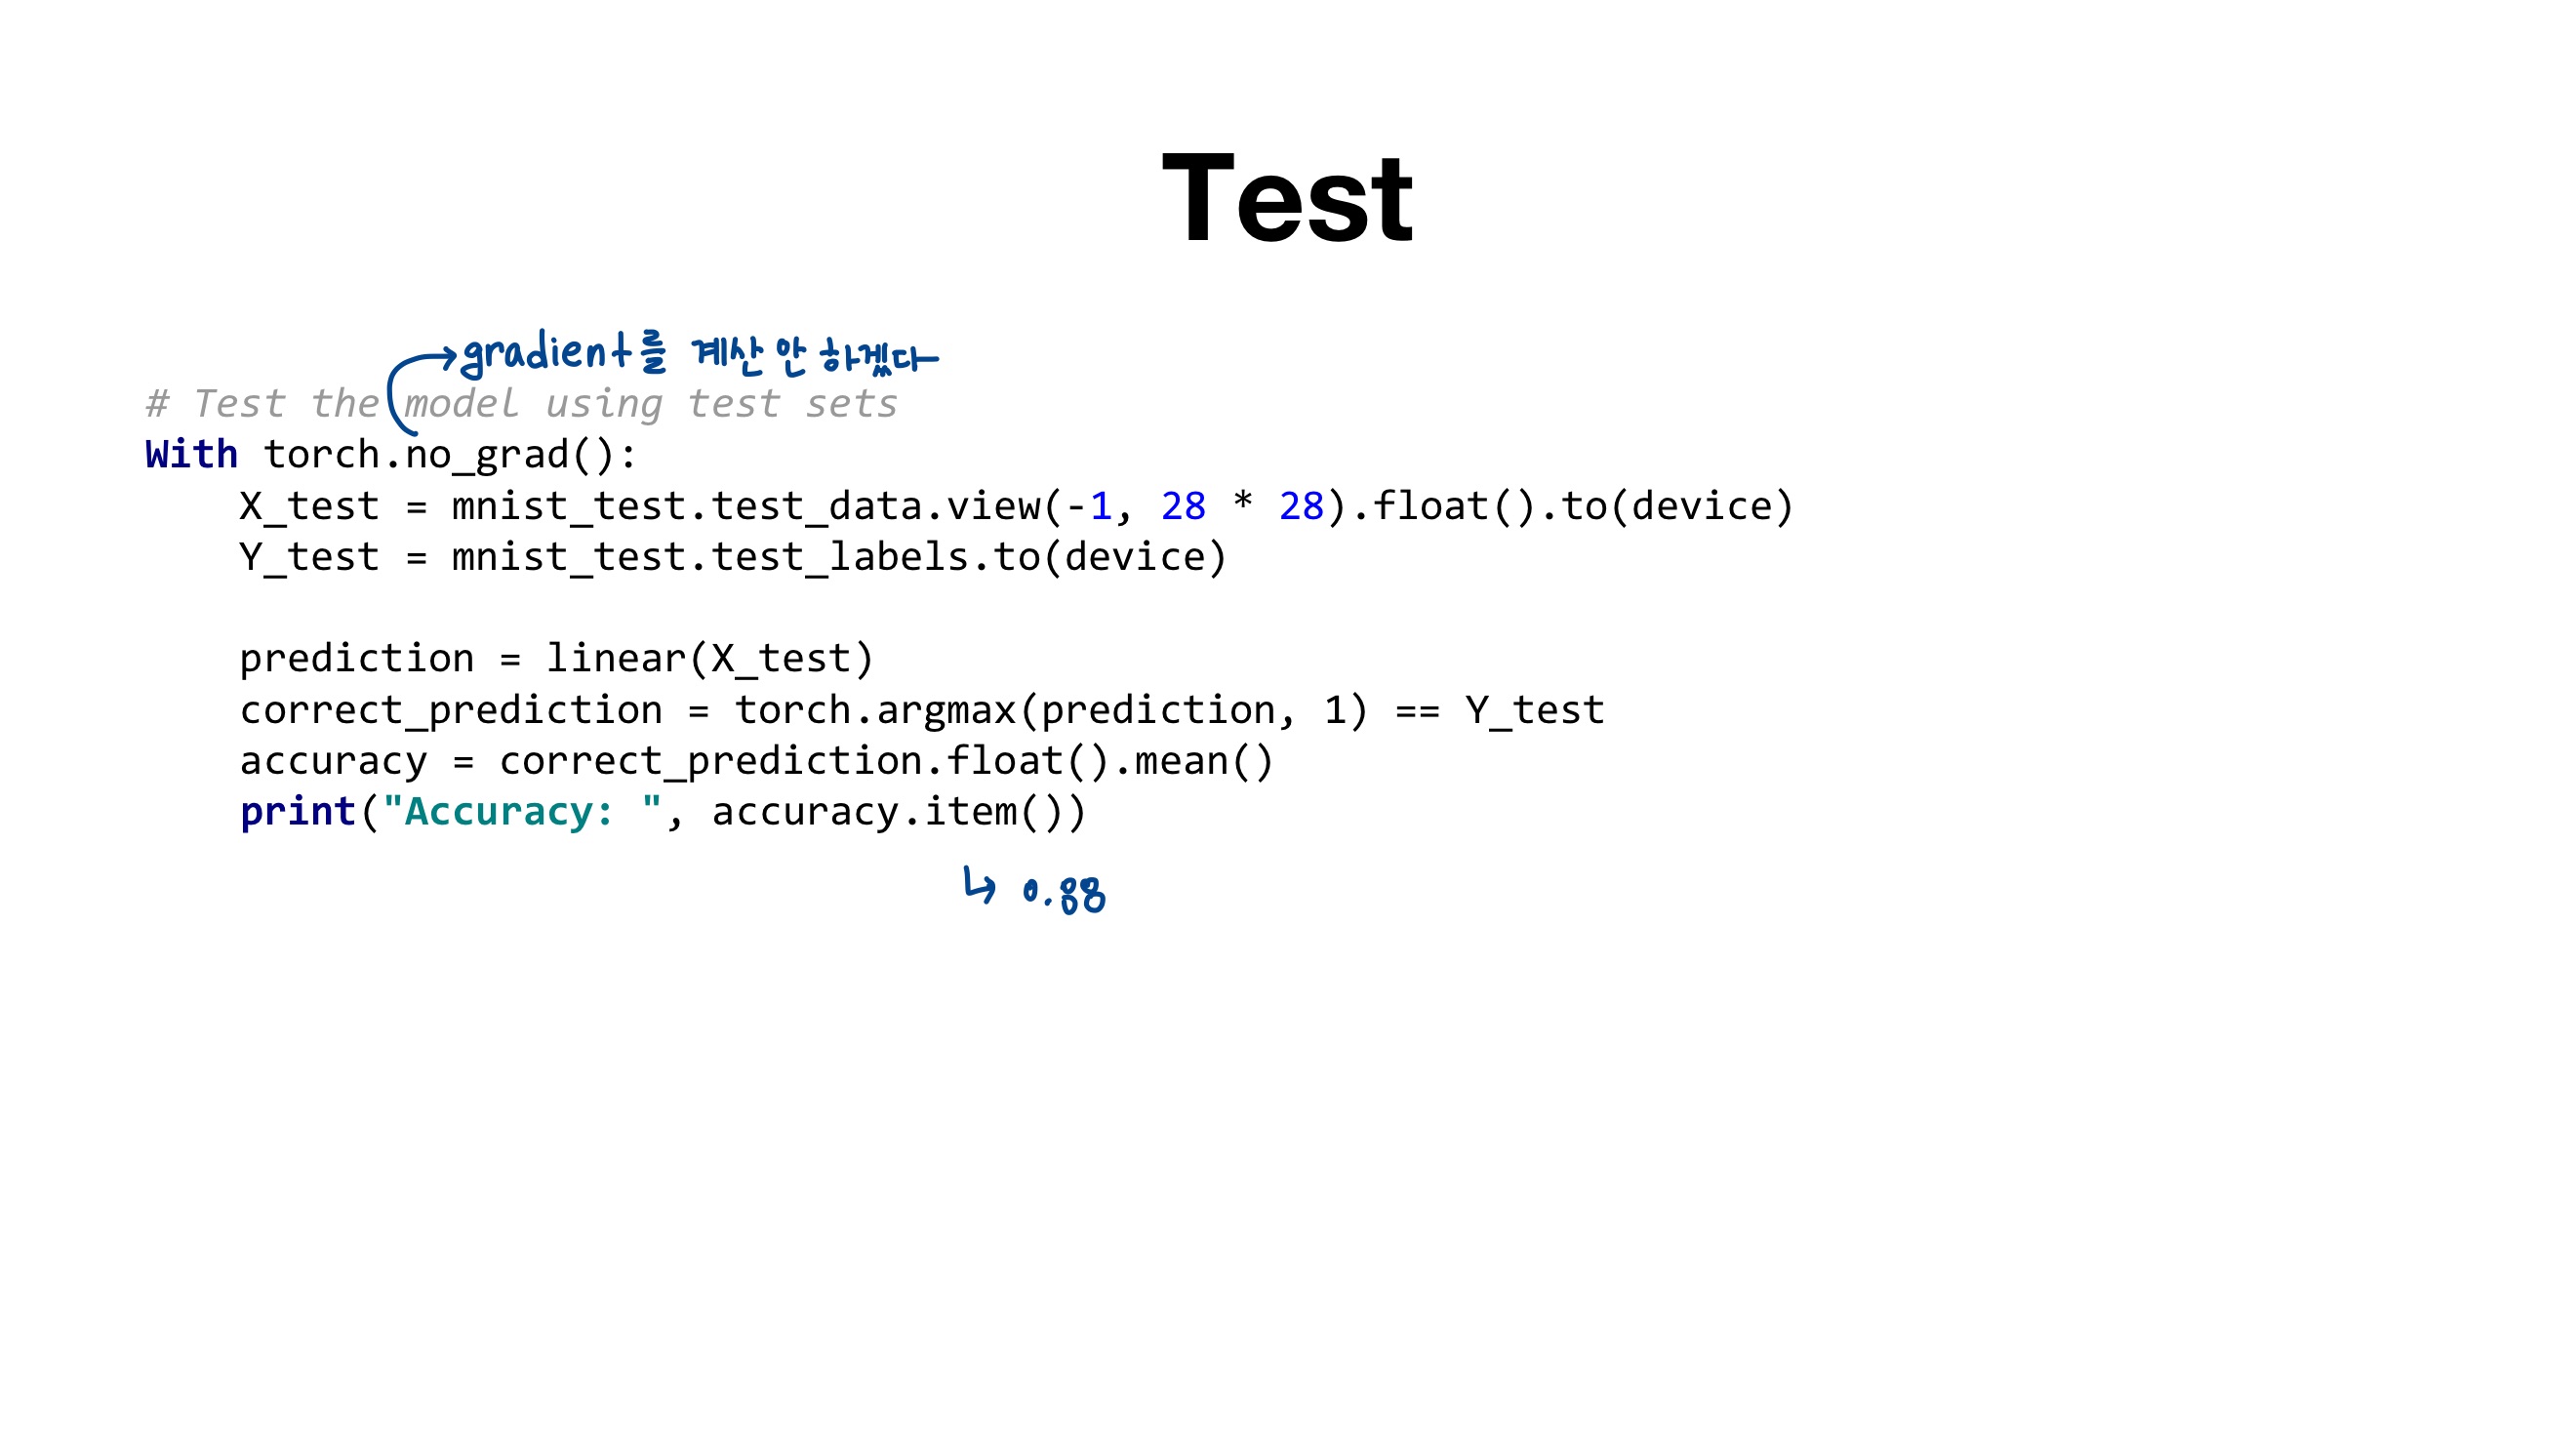 Test
gradient를 계산 안 하겠다
# Test the model using test sets
With torch.no_grad():
    X_test = mnist_test.test_data.view(-1, 28 * 28).float().to(device)
    Y_test = mnist_test.test_labels.to(device)
    prediction = linear(X_test)
    correct_prediction = torch.argmax(prediction, 1) == Y_test
    accuracy = correct_prediction.float().mean()
    print("Accuracy: ", accuracy.item())
↳ 0.88